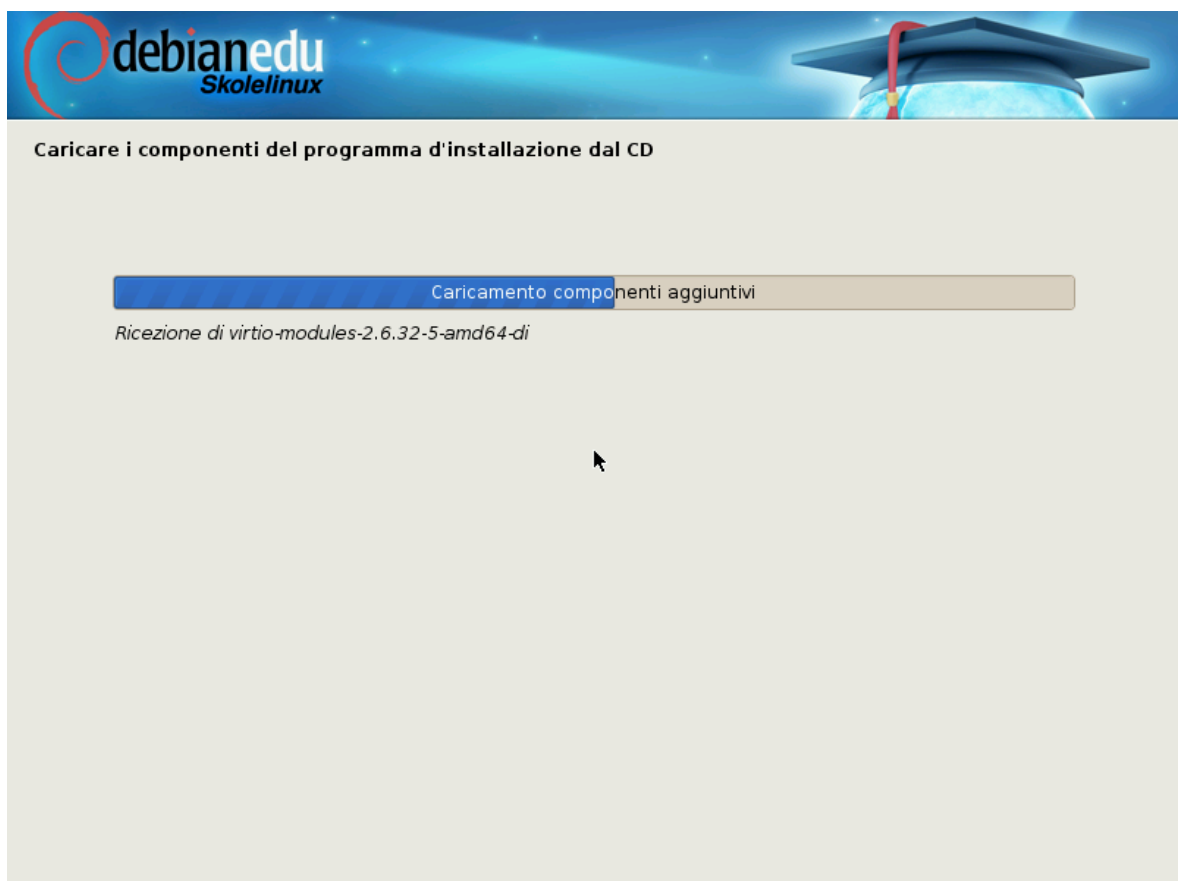 debianedu
Skolelinux
Caricare i componenti del programma d'installazione dal CD
Caricamento componenti aggiuntivi
Ricezione di virtio-modules-2.6.32-5-amd64-di